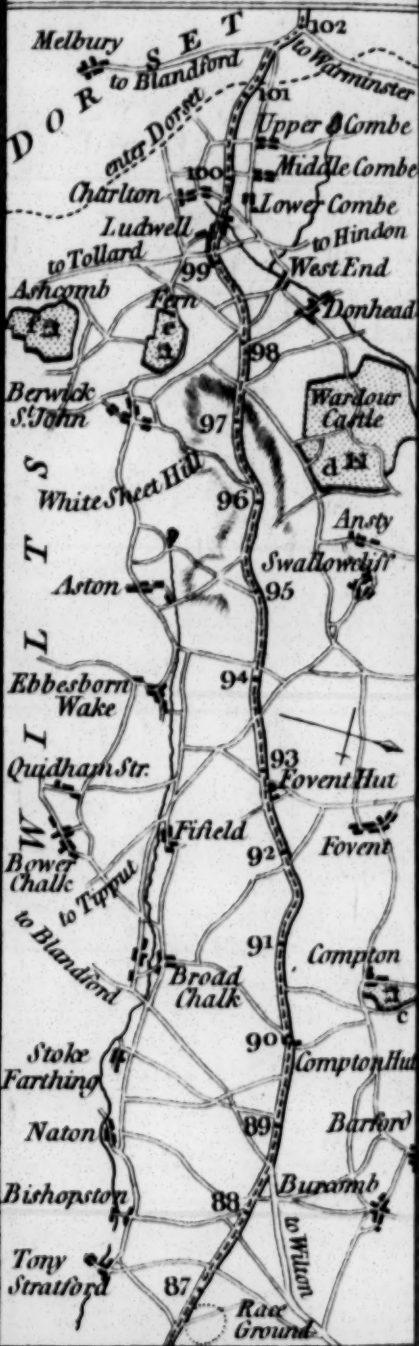 102
Melbury
to Blandford
to Warminster
DORSET
101
enter Dorset
Upper Combe
100
Middle Combe
Charlton
Lower Combe
Ludwell
to Hindon
to Tollard
99
West End
Ashcomb
Fern
Donhead
a
e
98
Berwick
St. John
97
Wardour
Castle
d
White Sheet Hill
96
Ansty
Swallowcliff
Aston
95
WILTS
94
Ebbesborn
Wake
93
Quidham Str.
Fovent Hut
Fifield
Fovent
92
Bower
Chalk
to Tipput
to Blandford
91
Compton
Broad
Chalk
c
90
Stoke
Farthing
Compton Hut
Naton
89
Barford
Bishopston
88
Burcomb
to Wilton
Tony
Stratford
87
Race
Ground